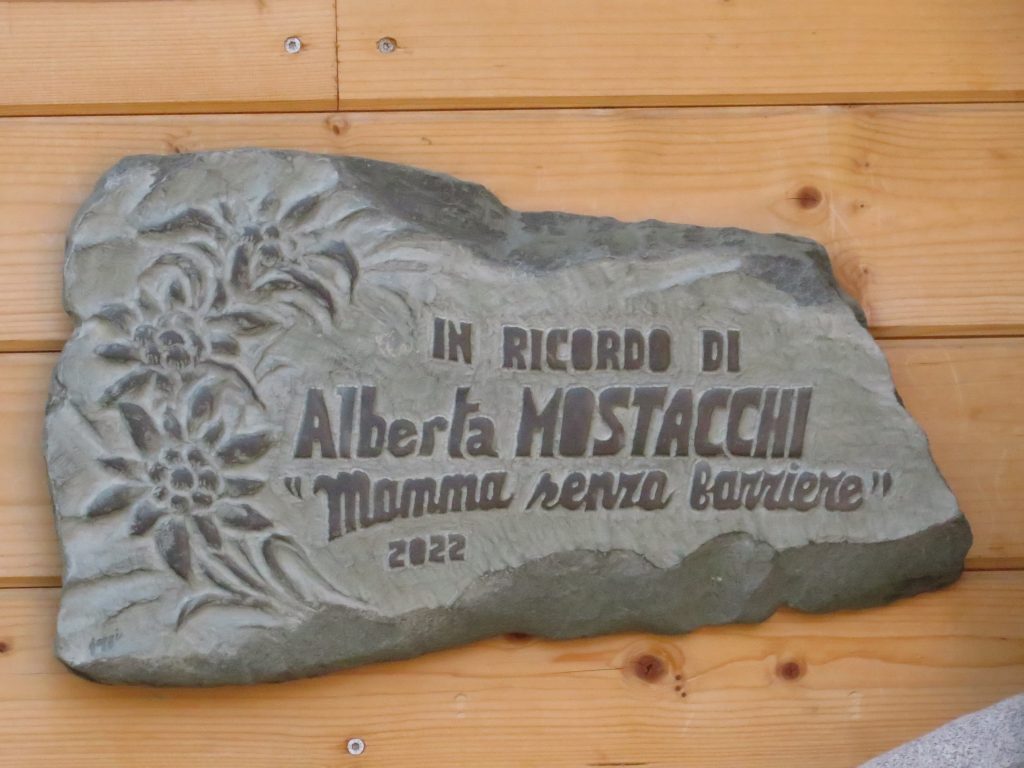 IN RICORDO DI
Alberta MOSTACCHI
"Mamma senza barriere"
2022